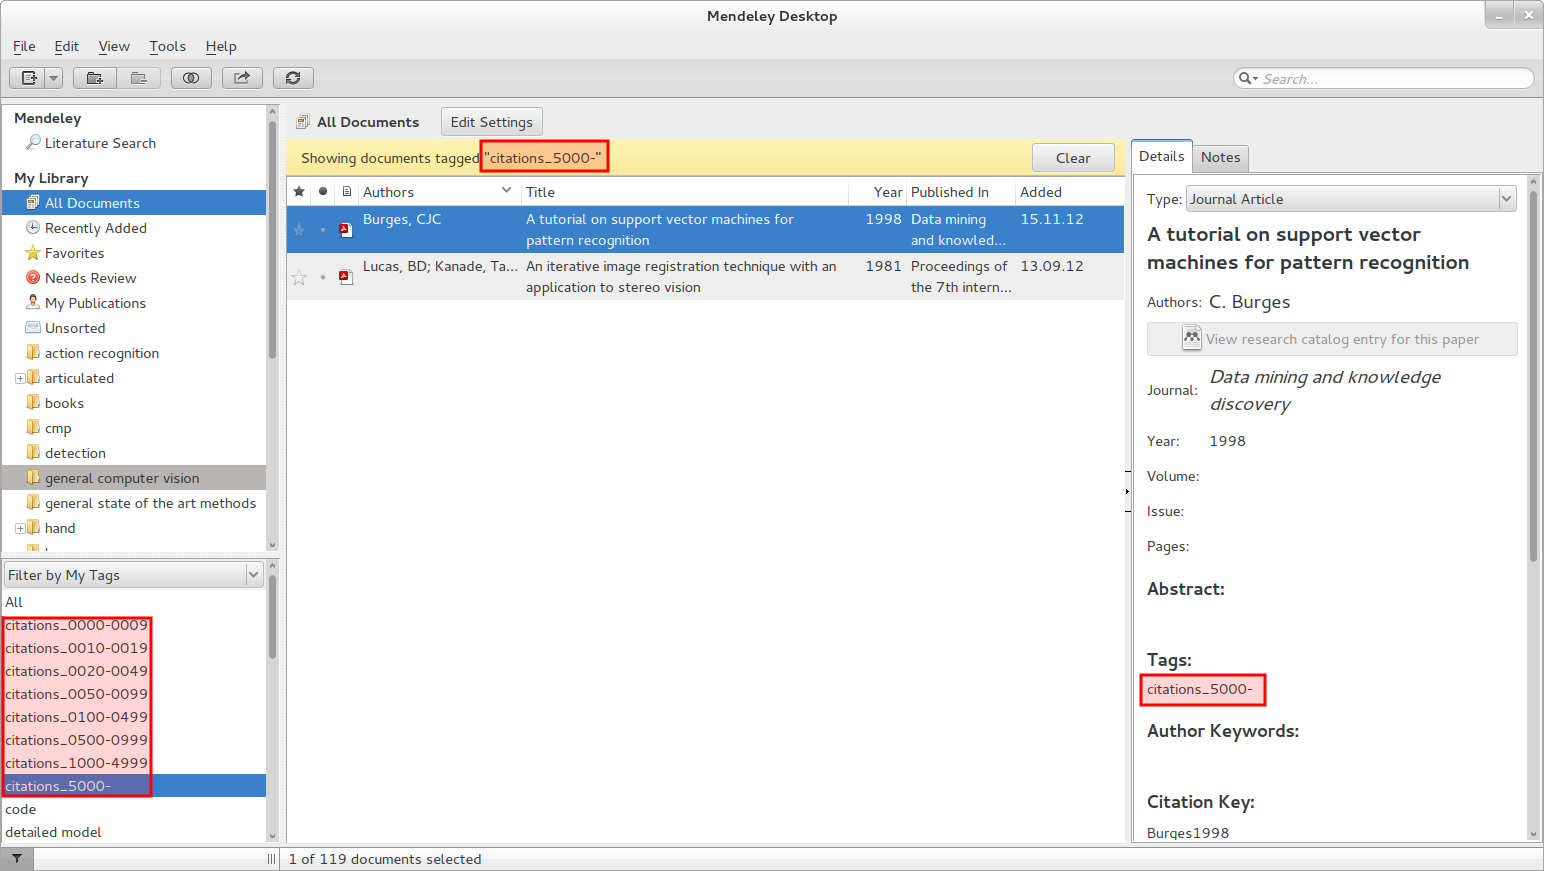 Mendeley Desktop
File Edit View Tools Help
Search...
Mendeley
Literature Search
My Library
All Documents
Recently Added
Favorites
Needs Review
My Publications
Unsorted
action recognition
articulated
books
cmp
detection
general computer vision
general state of the art methods
hand
Filter by My Tags
All
citations_0000-0009
citations_0010-0019
citations_0020-0049
citations_0050-0099
citations_0100-0499
citations_0500-0999
citations_1000-4999
citations_5000-
code
detailed model
All Documents Edit Settings
Showing documents tagged "citations_5000-" Clear
Authors Title Year Published In Added
Burges, CJC A tutorial on support vector machines for 1998 Data mining 15.11.12
pattern recognition and knowled...
Lucas, BD; Kanade, Ta... An iterative image registration technique with an 1981 Proceedings of 13.09.12
application to stereo vision the 7th intern...
Details Notes
Type: Journal Article
A tutorial on support vector
machines for pattern recognition
Authors: C. Burges
View research catalog entry for this paper
Journal: Data mining and knowledge
discovery
Year: 1998
Volume:
Issue:
Pages:
Abstract:
Tags:
citations_5000-
Author Keywords:
Citation Key:
Burges1998
1 of 119 documents selected